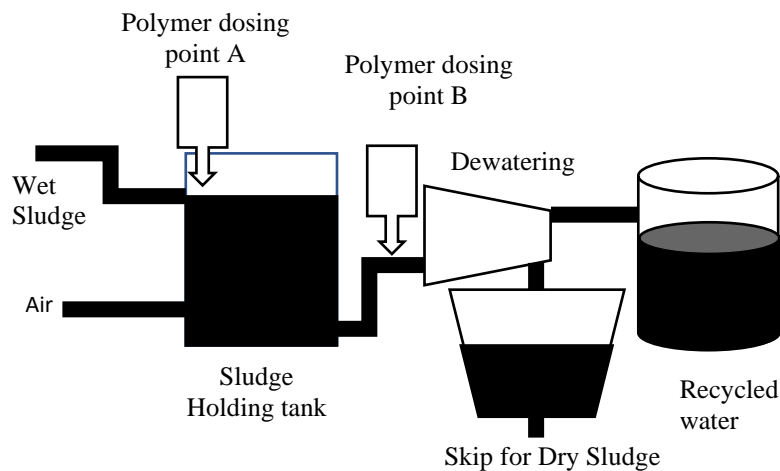 Polymer dosing
point A
Polymer dosing
point B
Dewatering
Wet
Sludge
Air
Sludge
Holding tank
Recycled
water
Skip for Dry Sludge